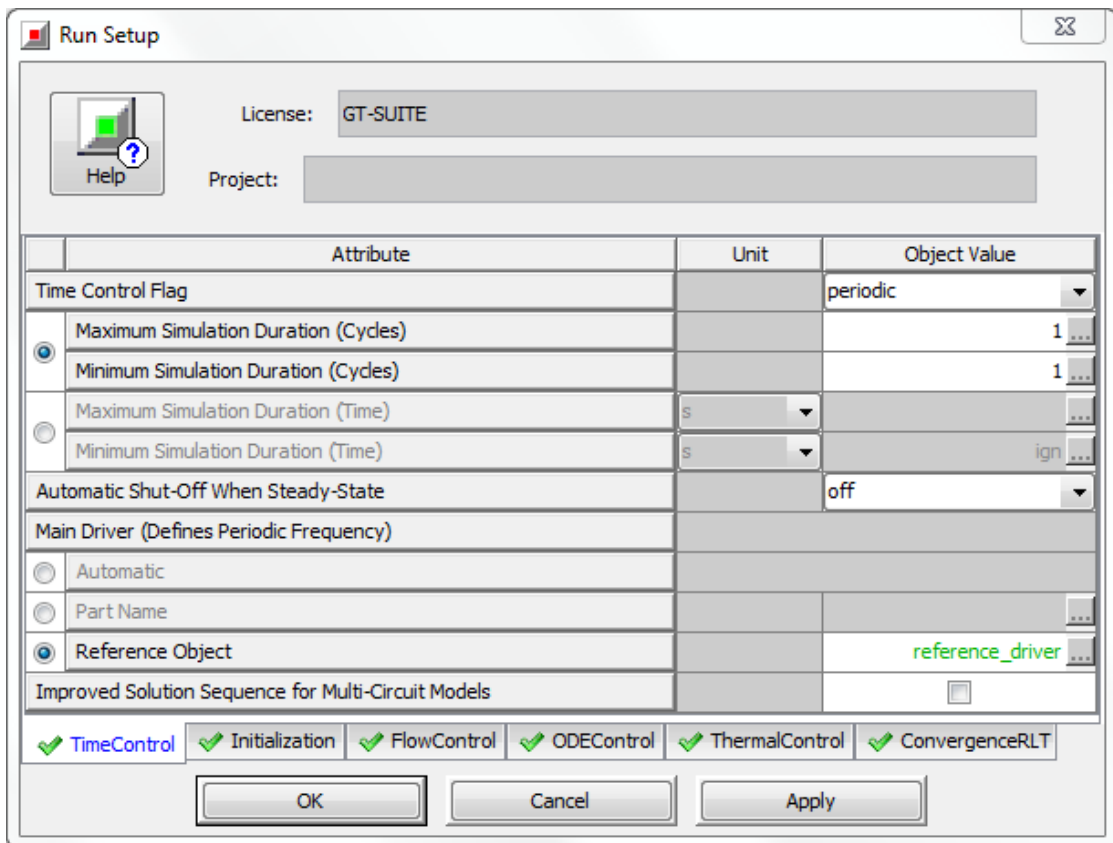 Run Setup
License: GT-SUITE
Help
Project:
Attribute Unit Object Value
Time Control Flag periodic
Maximum Simulation Duration (Cycles) 1 ...
Minimum Simulation Duration (Cycles) 1 ...
Maximum Simulation Duration (Time) s ...
Minimum Simulation Duration (Time) s ign ...
Automatic Shut-Off When Steady-State off
Main Driver (Defines Periodic Frequency)
Automatic
Part Name ...
Reference Object reference_driver ...
Improved Solution Sequence for Multi-Circuit Models
TimeControl Initialization FlowControl ODEControl ThermalControl ConvergenceRLT
OK Cancel Apply